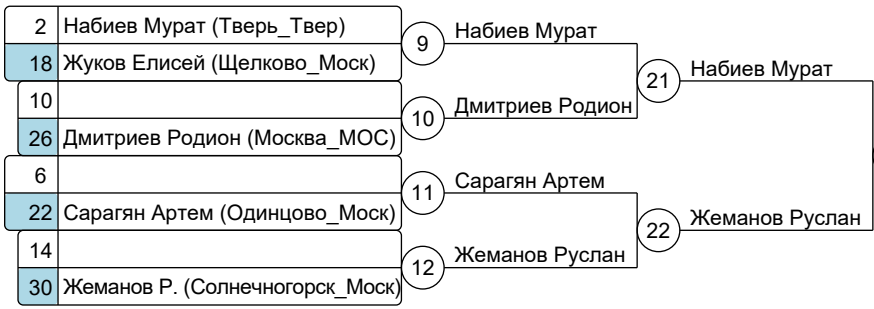 2 Набиев Мурат (Тверь_Твер)
18 Жуков Елисей (Щелково_Моск)
9 Набиев Мурат
10
26 Дмитриев Родион (Москва_МОС)
10 Дмитриев Родион
21 Набиев Мурат
6
22 Сарагян Артем (Одинцово_Моск)
11 Сарагян Артем
14
30 Жеманов Р. (Солнечногорск_Моск)
12 Жеманов Руслан
22 Жеманов Руслан